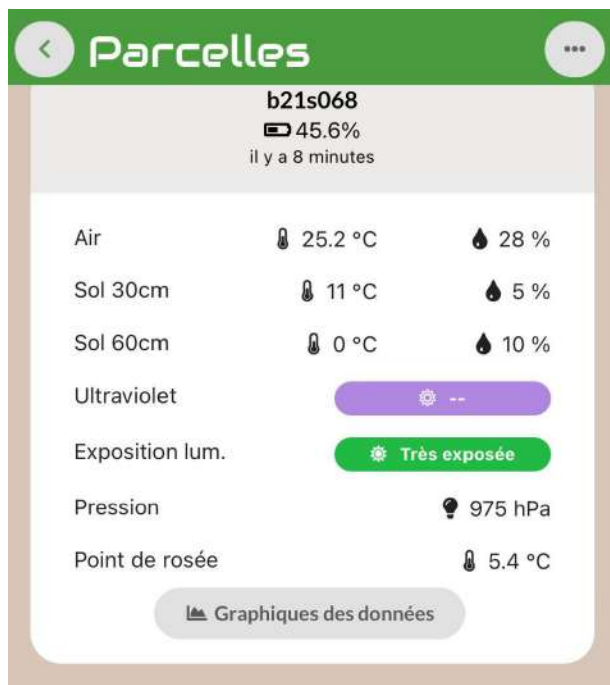 Parcelles
b21s068
45.6%
il y a 8 minutes
Air 25.2 °C 28 %
Sol 30cm 11 °C 5 %
Sol 60cm 0 °C 10 %
Ultraviolet --
Exposition lum. Très exposée
Pression 975 hPa
Point de rosée 5.4 °C
Graphiques des données